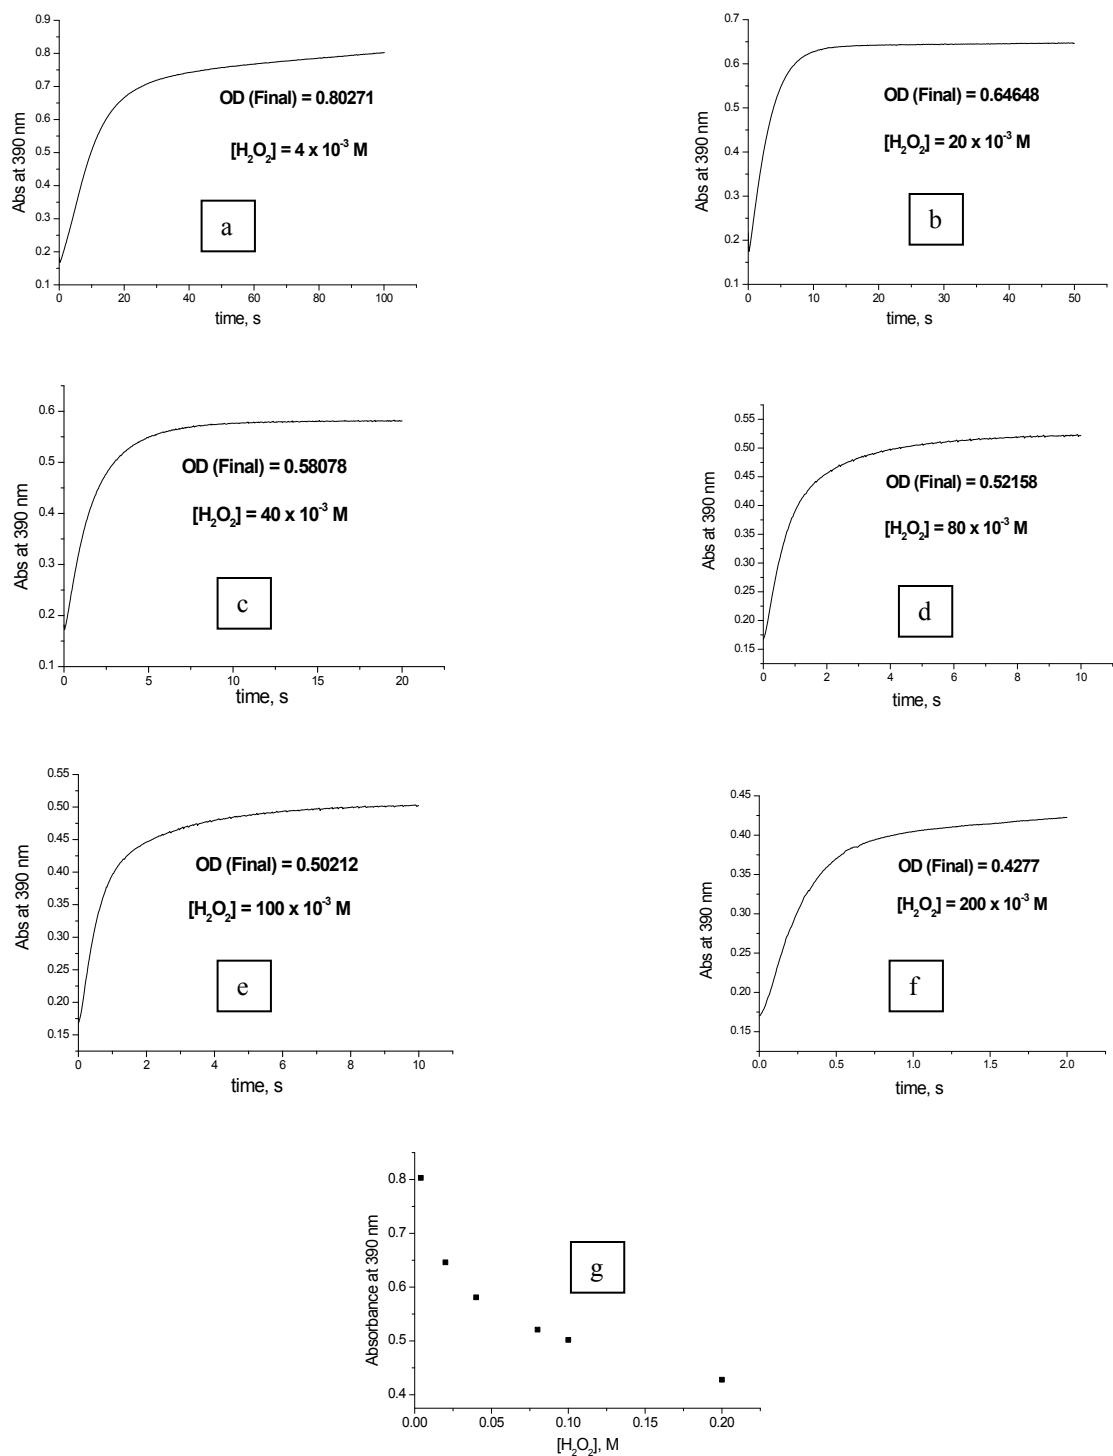 0.9
0.8
0.7
0.6
0.5
0.4
0.3
0.2
0.1
Abs at 390 nm
OD (Final) = 0.80271
[H₂O₂] = 4 x 10⁻³ M
a
0 20 40 60 80 100
time, s
0.7
0.6
0.5
0.4
0.3
0.2
0.1
Abs at 390 nm
OD (Final) = 0.64648
[H₂O₂] = 20 x 10⁻³ M
b
0 10 20 30 40 50
time, s
0.6
0.5
0.4
0.3
0.2
0.1
Abs at 390 nm
OD (Final) = 0.58078
[H₂O₂] = 40 x 10⁻³ M
c
0 5 10 15 20
time, s
0.55
0.50
0.45
0.40
0.35
0.30
0.25
0.20
0.15
Abs at 390 nm
OD (Final) = 0.52158
[H₂O₂] = 80 x 10⁻³ M
d
0 2 4 6 8 10
time, s
0.55
0.50
0.45
0.40
0.35
0.30
0.25
0.20
0.15
Abs at 390 nm
OD (Final) = 0.50212
[H₂O₂] = 100 x 10⁻³ M
e
0 2 4 6 8 10
time, s
0.45
0.40
0.35
0.30
0.25
0.20
0.15
Abs at 390 nm
OD (Final) = 0.4277
[H₂O₂] = 200 x 10⁻³ M
f
0.0 0.5 1.0 1.5 2.0
time, s
0.8
0.7
0.6
0.5
0.4
Absorbance at 390 nm
g
0.00 0.05 0.10 0.15 0.20
[H₂O₂], M